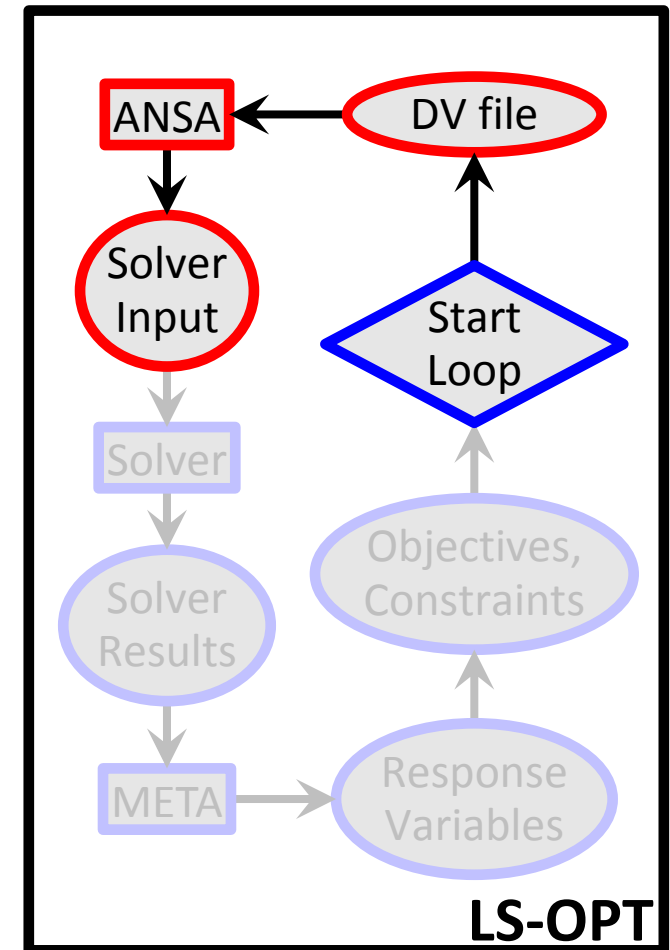 ANSA
DV file
Solver
Input
Start
Loop
Solver
Objectives,
Constraints
Solver
Results
META
Response
Variables
LS-OPT